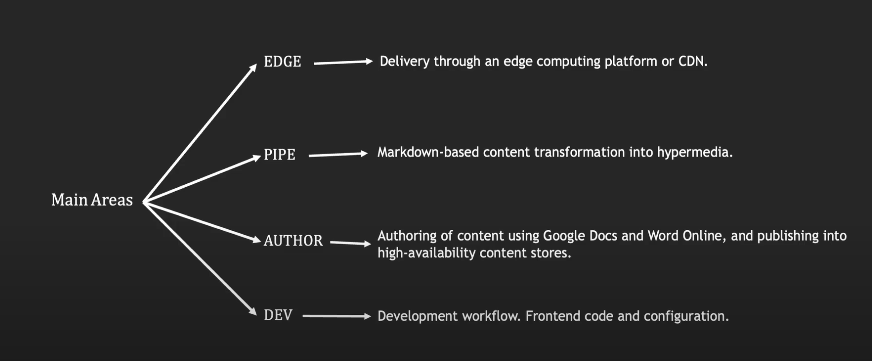 EDGE
Delivery through an edge computing platform or CDN.
PIPE
Markdown-based content transformation into hypermedia.
Main Areas
AUTHOR
Authoring of content using Google Docs and Word Online, and publishing into
high-availability content stores.
DEV
Development workflow. Frontend code and configuration.